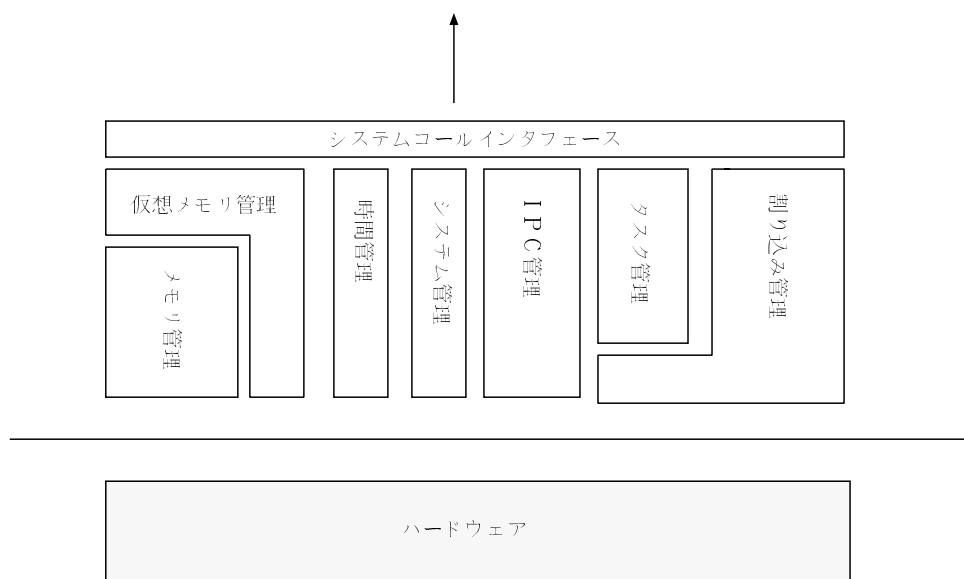 システムコールインタフェース
仮想メモリ管理
メモリ管理
時間管理
システム管理
ＩＰＣ管理
タスク管理
割り込み管理
ハードウェア